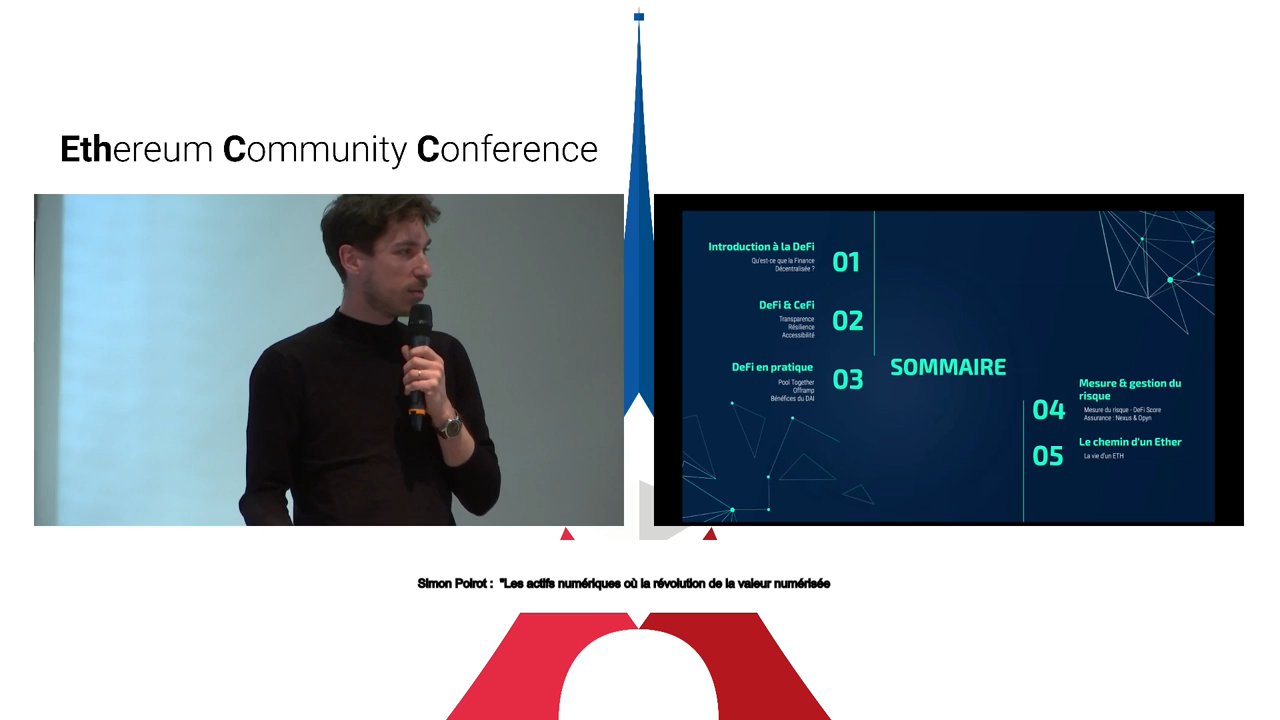 Ethereum Community Conference
Introduction à la DeFi
Qu'est-ce que la Finance
Décentralisée ?
01
DeFi & CeFi
Transparence
Résilience
Accessibilité
02
DeFi en pratique
Pool Together
Offramp
Bénéfices du DAI
03
SOMMAIRE
Mesure & gestion du
risque
04
Mesure du risque - DeFi Score
Assurance : Nexus & Opyn
Le chemin d'un Ether
05
La vie d'un ETH
Simon Poirot : "Les actifs numériques où la révolution de la valeur numérisée